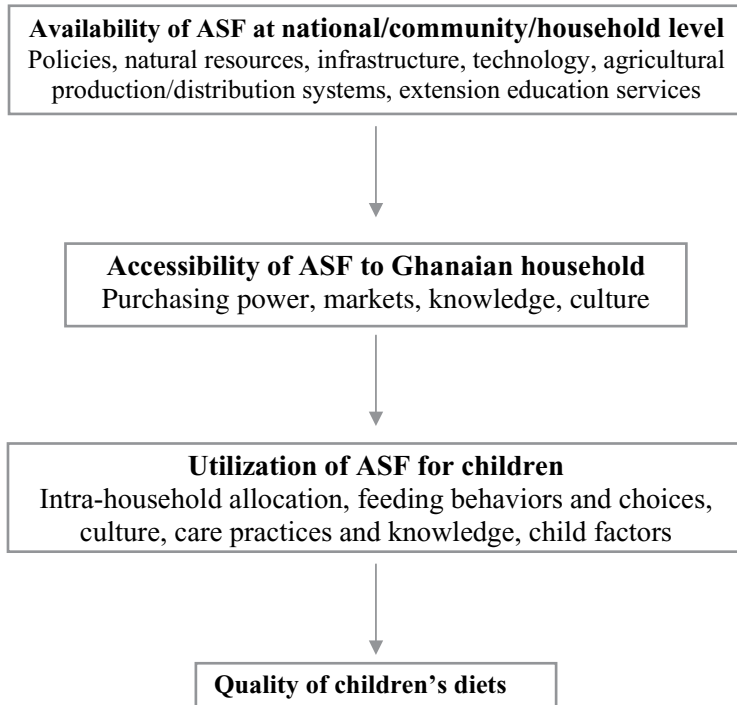 Availability of ASF at national/community/household level
Policies, natural resources, infrastructure, technology, agricultural
production/distribution systems, extension education services
Accessibility of ASF to Ghanaian household
Purchasing power, markets, knowledge, culture
Utilization of ASF for children
Intra-household allocation, feeding behaviors and choices,
culture, care practices and knowledge, child factors
Quality of children’s diets